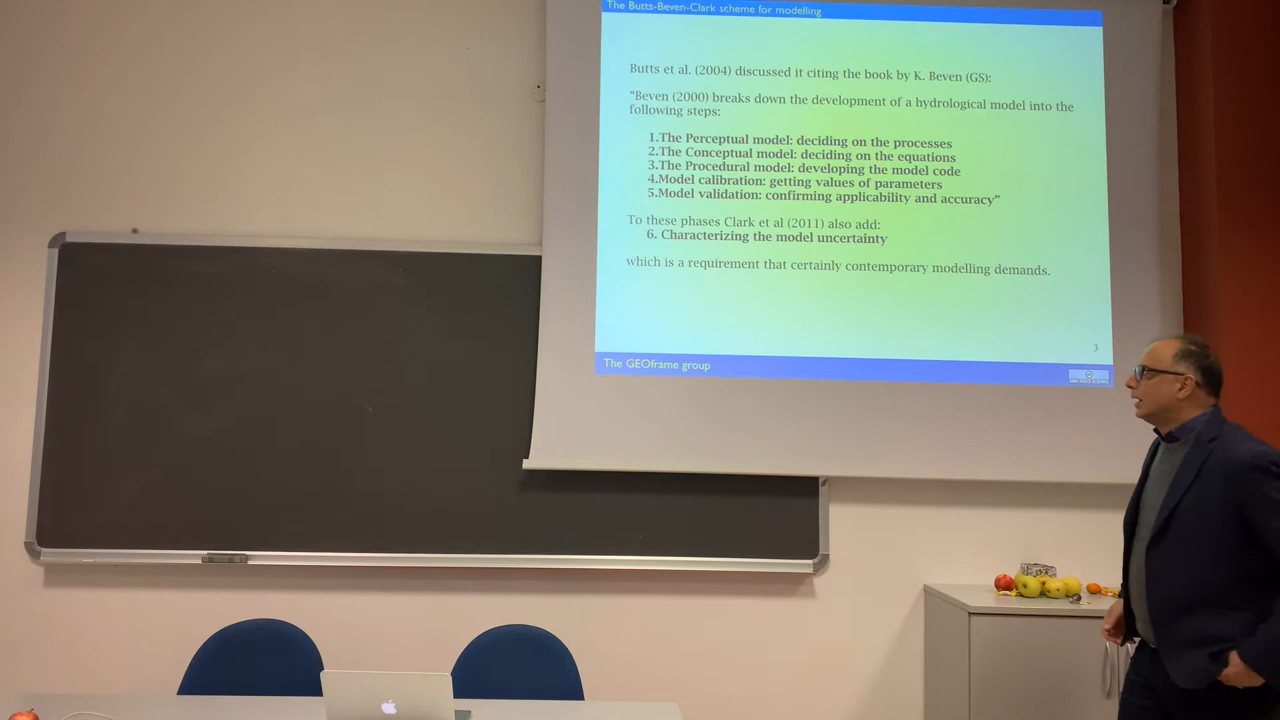 The Butts-Beven-Clark scheme for modelling
Butts et al. (2004) discussed it citing the book by K. Beven (GS):
"Beven (2000) breaks down the development of a hydrological model into the
following steps:
1.The Perceptual model: deciding on the processes
2.The Conceptual model: deciding on the equations
3.The Procedural model: developing the model code
4.Model calibration: getting values of parameters
5.Model validation: confirming applicability and accuracy”
To these phases Clark et al (2011) also add:
6. Characterizing the model uncertainty
which is a requirement that certainly contemporary modelling demands.
3
The GEOframe group